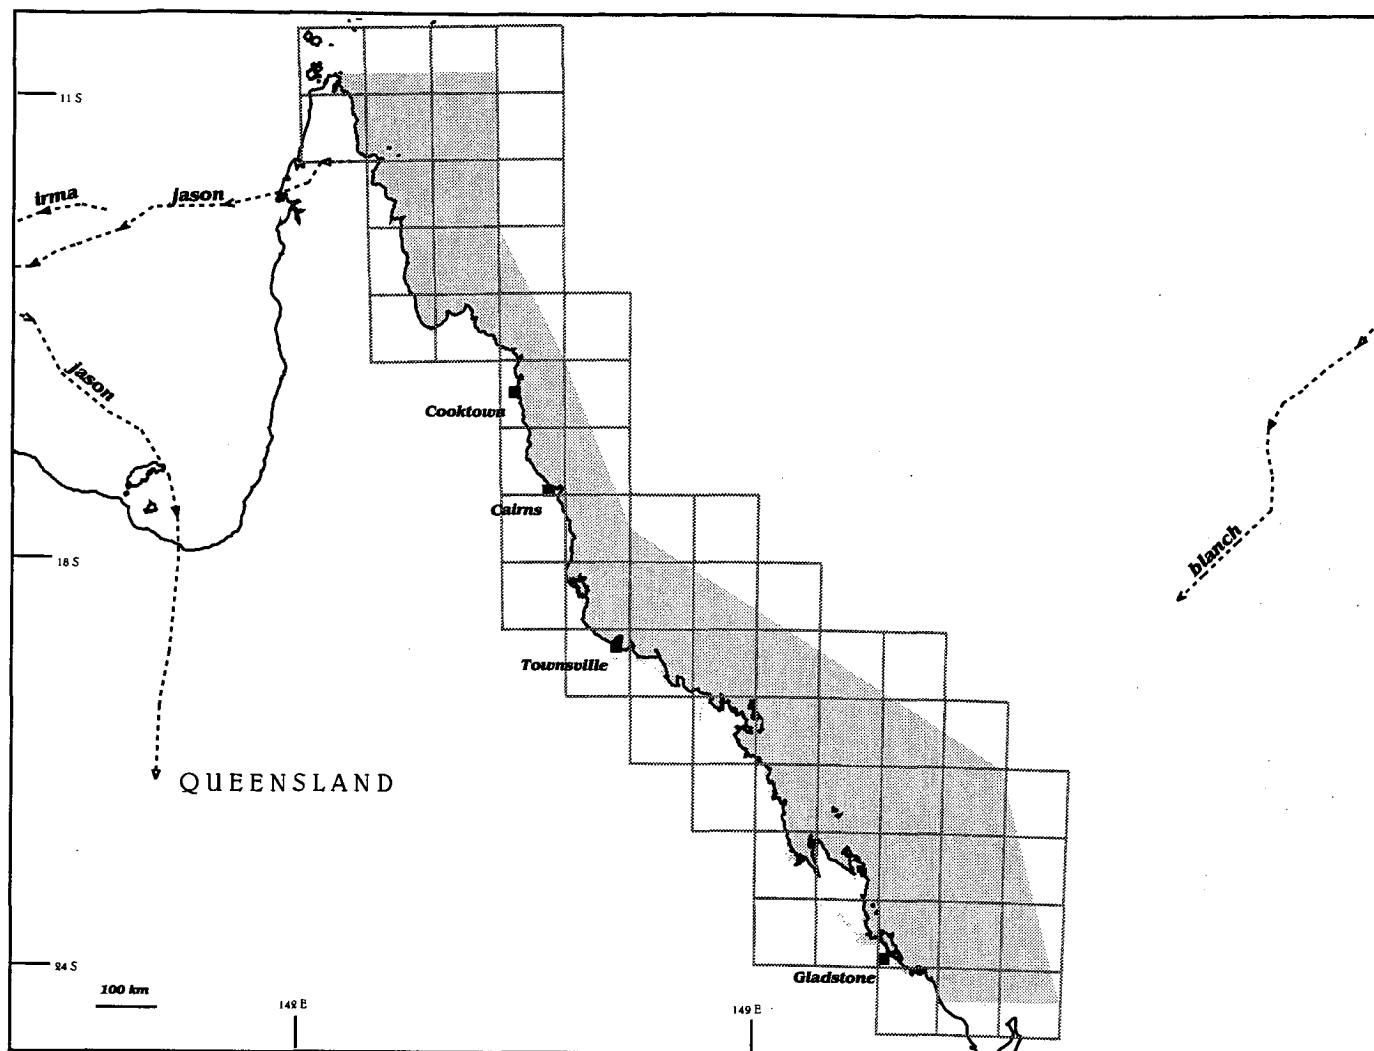 11 S
irma
jason
jason
Cooktown
Cairns
blanch
18 S
Townsville
QUEENSLAND
24 S
Gladstone
100 km
142 E
149 E